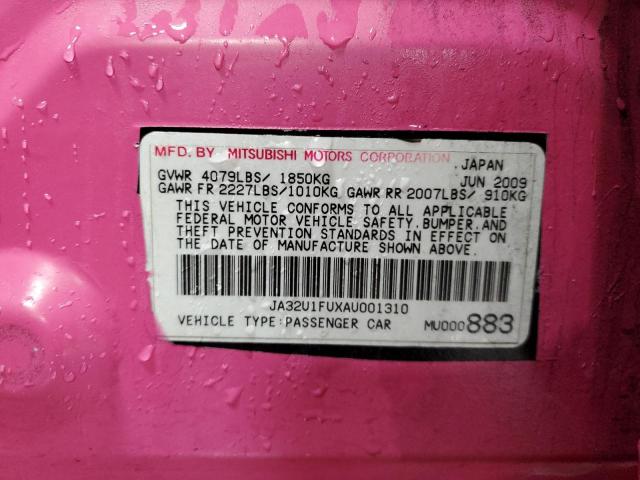 MFD. BY MITSUBISHI MOTORS CORPORATION JAPAN
GVWR 4079LBS/ 1850KG JUN 2009
GAWR FR 2227LBS/1010KG GAWR RR 2007LBS/ 910KG
THIS VEHICLE CONFORMS TO ALL APPLICABLE
FEDERAL MOTOR VEHICLE SAFETY, BUMPER, AND
THEFT PREVENTION STANDARDS IN EFFECT ON
THE DATE OF MANUFACTURE SHOWN ABOVE.
JA32U1FUXAU001310
VEHICLE TYPE:PASSENGER CAR MU000883